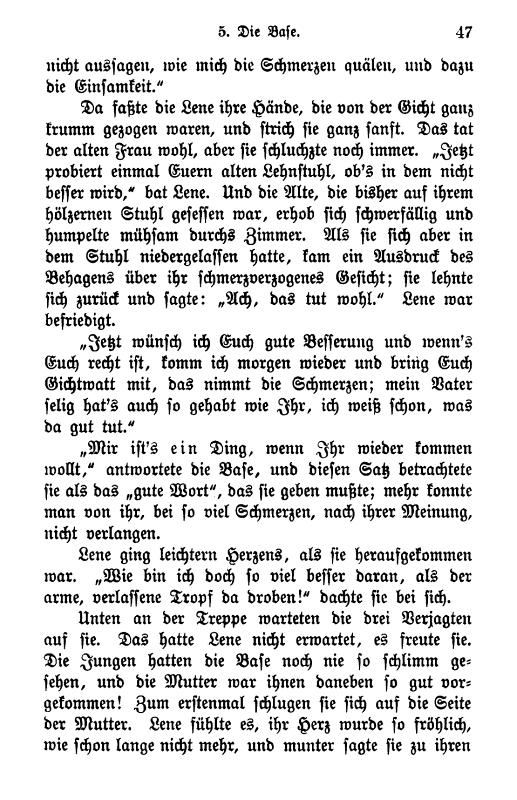 5. Die Base. 47
nicht aussagen, wie mich die Schmerzen quälen, und dazu
die Einsamkeit.“
Da faßte die Lene ihre Hände, die von der Gicht ganz
krumm gezogen waren, und strich sie ganz sanft. Das tat
der alten Frau wohl, aber sie schluchzte noch immer. „Jetzt
probiert einmal Euern alten Lehnstuhl, ob's in dem nicht
besser wird,“ bat Lene. Und die Alte, die bisher auf ihrem
hölzernen Stuhl gesessen war, erhob sich schwerfällig und
humpelte mühsam durchs Zimmer. Als sie sich aber in
dem Stuhl niedergelassen hatte, kam ein Ausdruck des
Behagens über ihr schmerzverzogenes Gesicht; sie lehnte
sich zurück und sagte: „Ach, das tut wohl.“ Lene war
befriedigt.
„Jetzt wünsch ich Euch gute Besserung und wenn's
Euch recht ist, komm ich morgen wieder und bring Euch
Gichtwatt mit, das nimmt die Schmerzen; mein Vater
selig hat's auch so gehabt wie Ihr, ich weiß schon, was
da gut tut.“
„Mir ist's ein Ding, wenn Ihr wieder kommen
wollt,“ antwortete die Base, und diesen Satz betrachtete
sie als das „gute Wort“, das sie geben mußte; mehr konnte
man von ihr, bei so viel Schmerzen, nach ihrer Meinung,
nicht verlangen.
Lene ging leichtern Herzens, als sie heraufgekommen
war. „Wie bin ich doch so viel besser daran, als der
arme, verlassene Tropf da droben!“ dachte sie bei sich.
Unten an der Treppe warteten die drei Verjagten
auf sie. Das hatte Lene nicht erwartet, es freute sie.
Die Jungen hatten die Base noch nie so schlimm ge-
sehen, und die Mutter war ihnen daneben so gut vor-
gekommen! Zum erstenmal schlugen sie sich auf die Seite
der Mutter. Lene fühlte es, ihr Herz wurde so fröhlich,
wie schon lange nicht mehr, und munter sagte sie zu ihren